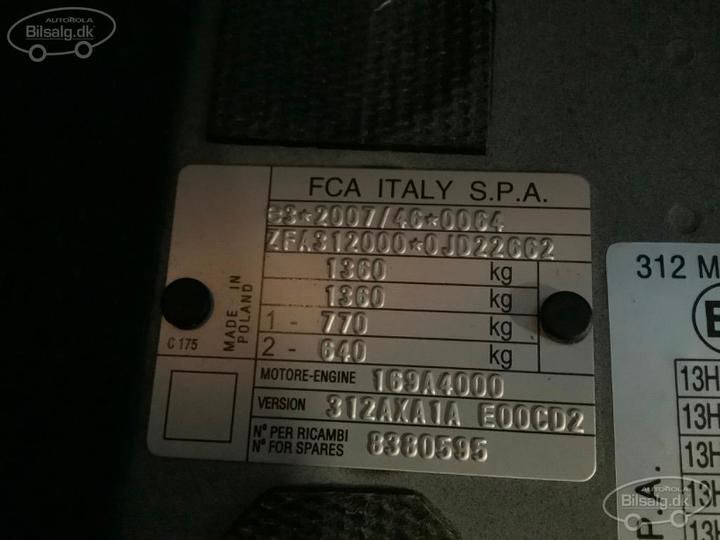 AUTOROLA
Bilsalg.dk
FCA ITALY S.P.A.
e3*2007/46*0064
ZFA312000*0JD22662
1360 kg
1360 kg
1 - 770 kg
2 - 640 kg
MADE IN
POLAND
C 175
MOTORE-ENGINE 169A4000
VERSION 312AXA1A E00CD2
N° PER RICAMBI
N° FOR SPARES 8380595
312 M
E
13H
13H
13H
13H
13H
P.A.
AUTOROLA
Bilsalg.dk